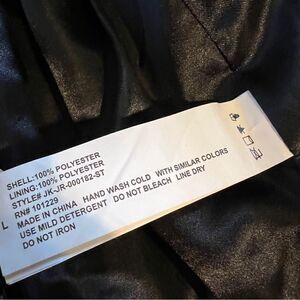 SHELL:100% POLYESTER
LINING:100% POLYESTER
STYLE# JK-JR-000182-ST
RN# 101229
L MADE IN CHINA HAND WASH COLD WITH SIMILAR COLORS
USE MILD DETERGENT DO NOT BLEACH LINE DRY
DO NOT IRON